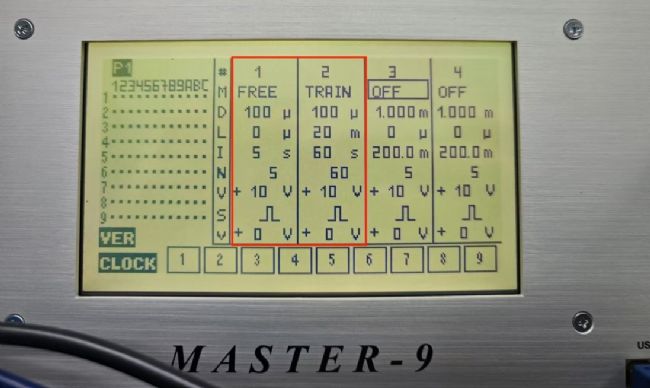 P1 # 1 2 3 4
123456789ABC M FREE TRAIN OFF OFF
1 D 100 µ 100 µ 1.000 m 1.000 m
2 L 0 µ 20 m 0 µ 0 µ
3
4 I 5 s 60 s 200.0 m 200.0 m
5
6 N 5 60 5 5
7 V + 10 V + 10 V + 10 V + 10 V
8 S
9 V + 0 V + 0 V + 0 V + 0 V
VER
CLOCK 1 2 3 4 5 6 7 8 9
MASTER-9
US